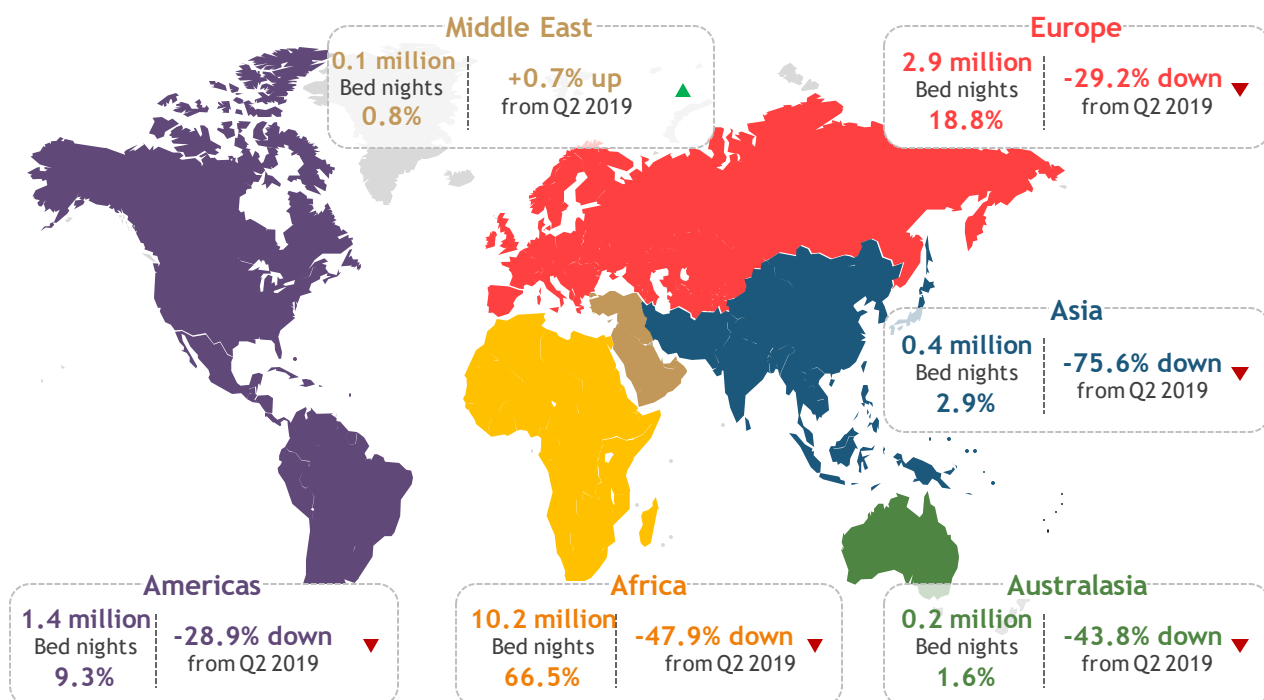 Middle East
0.1 million
Bed nights
0.8%
+0.7% up
from Q2 2019
Europe
2.9 million
Bed nights
18.8%
-29.2% down
from Q2 2019
Asia
0.4 million
Bed nights
2.9%
-75.6% down
from Q2 2019
Americas
1.4 million
Bed nights
9.3%
-28.9% down
from Q2 2019
Africa
10.2 million
Bed nights
66.5%
-47.9% down
from Q2 2019
Australasia
0.2 million
Bed nights
1.6%
-43.8% down
from Q2 2019